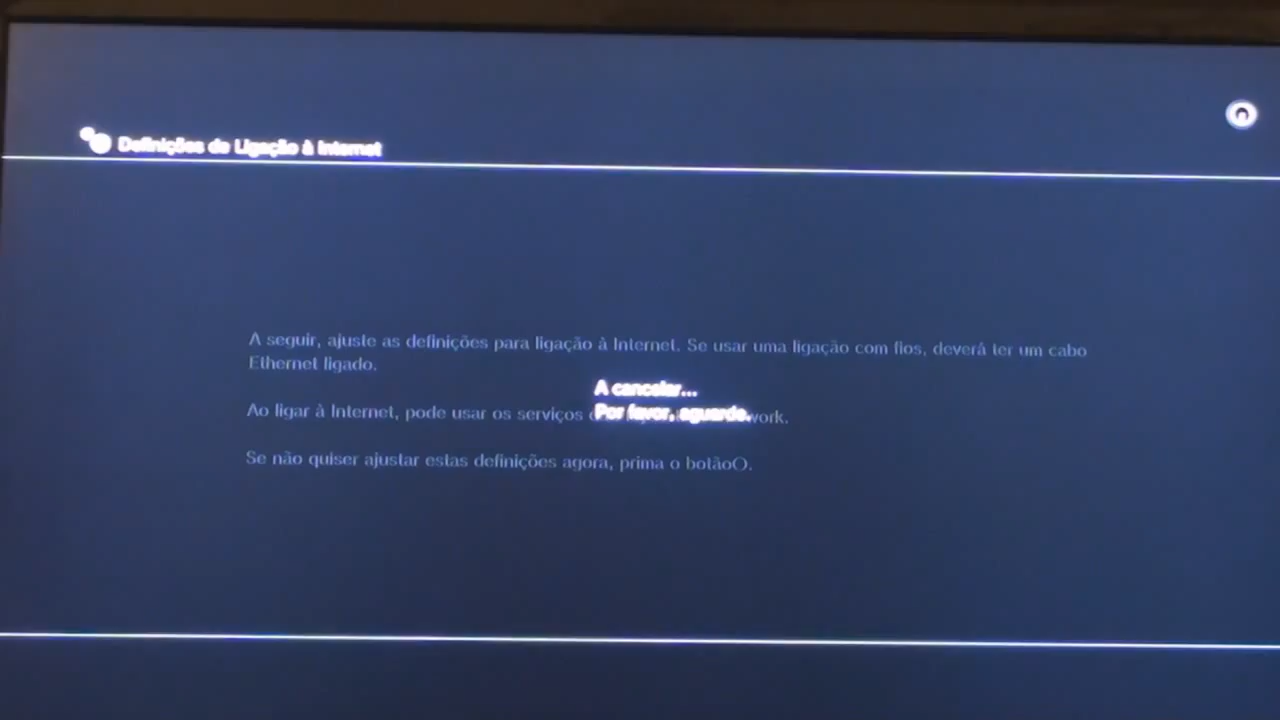 Definições de Ligação à Internet
A seguir, ajuste as definições para ligação à Internet. Se usar uma ligação com fios, deverá ter um cabo
Ethernet ligado.
A cancelar...
Ao ligar à Internet, pode usar os serviços
Por favor, aguarde.
Se não quiser ajustar estas definições agora, prima o botão○.